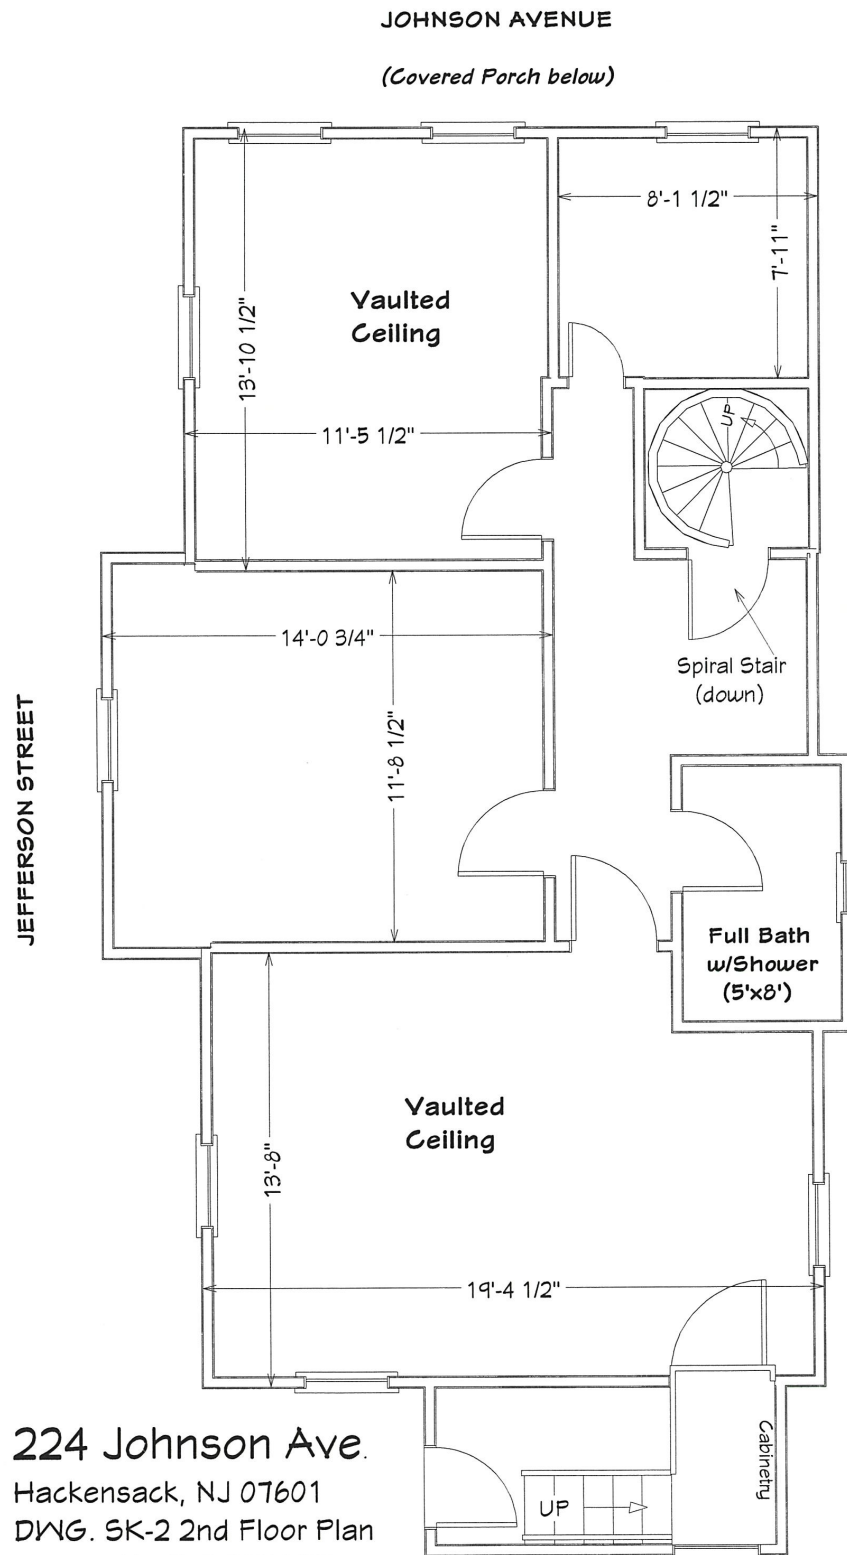 JOHNSON AVENUE
(Covered Porch below)
8'-1 1/2"
7'-11"
Vaulted
Ceiling
13'-10 1/2"
11'-5 1/2"
UP
14'-0 3/4"
Spiral Stair
(down)
11'-8 1/2"
JEFFERSON STREET
Full Bath
w/Shower
(5'x8')
Vaulted
Ceiling
13'-8"
19'-4 1/2"
Cabinetry
UP
224 Johnson Ave.
Hackensack, NJ 07601
DWG. SK-2 2nd Floor Plan